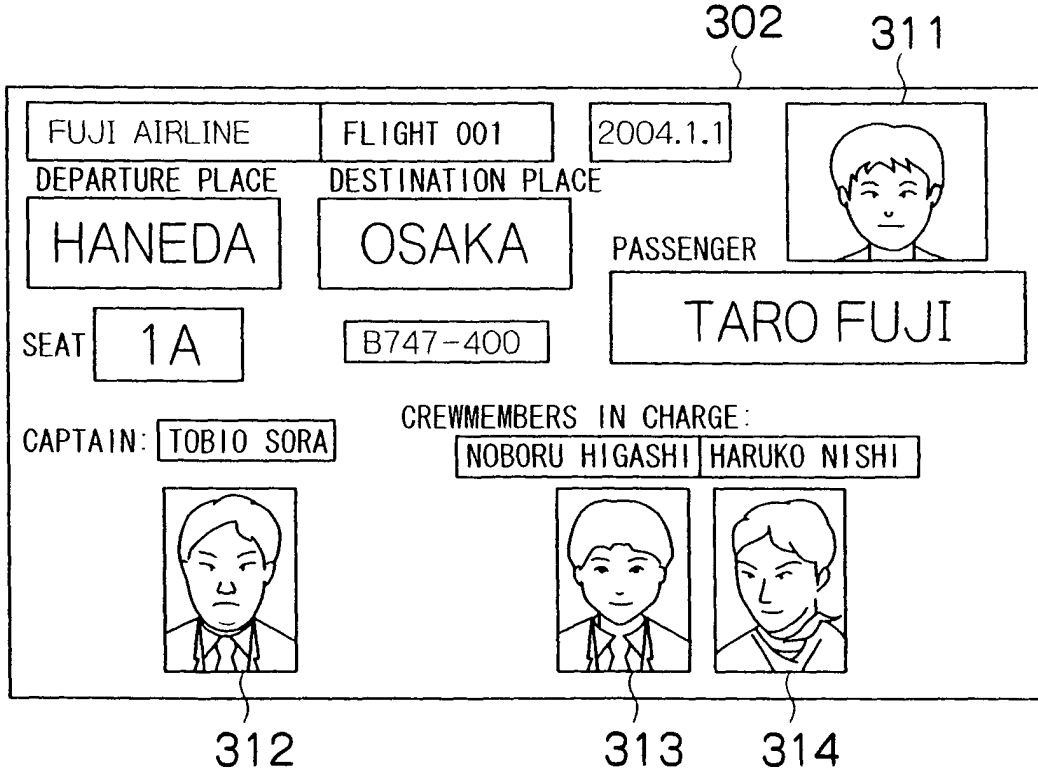 302 311
FUJI AIRLINE FLIGHT 001 2004.1.1
DEPARTURE PLACE DESTINATION PLACE
HANEDA OSAKA
PASSENGER
TARO FUJI
SEAT 1A B747-400
CREWMEMBERS IN CHARGE:
CAPTAIN: TOBIO SORA
NOBORU HIGASHI HARUKO NISHI
312 313 314